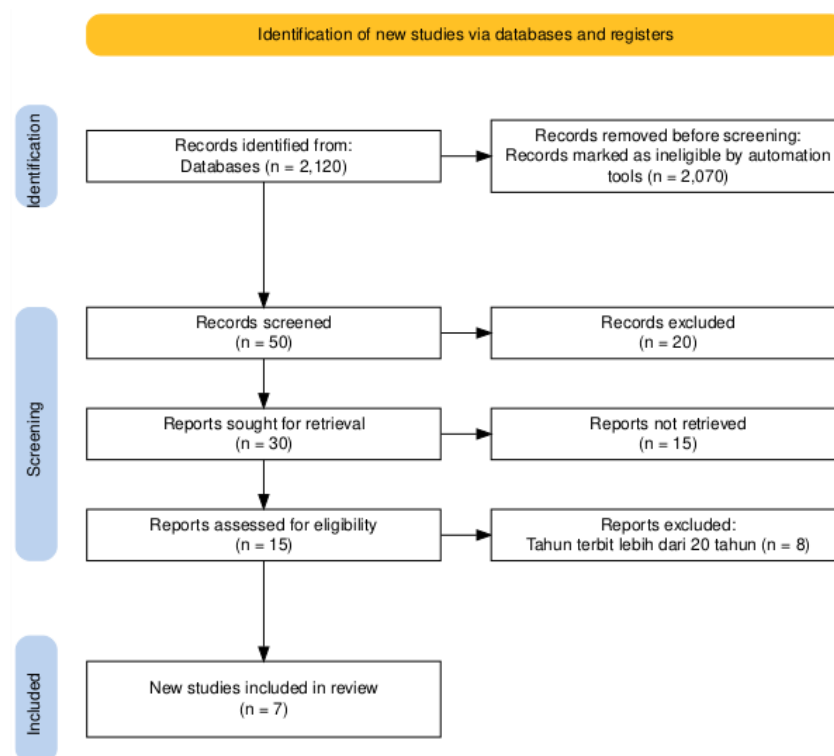 Identification of new studies via databases and registers
Identification
Records identified from:
Databases (n = 2,120)
Records removed before screening:
Records marked as ineligible by automation
tools (n = 2,070)
Screening
Records screened
(n = 50)
Records excluded
(n = 20)
Reports sought for retrieval
(n = 30)
Reports not retrieved
(n = 15)
Reports assessed for eligibility
(n = 15)
Reports excluded:
Tahun terbit lebih dari 20 tahun (n = 8)
Included
New studies included in review
(n = 7)